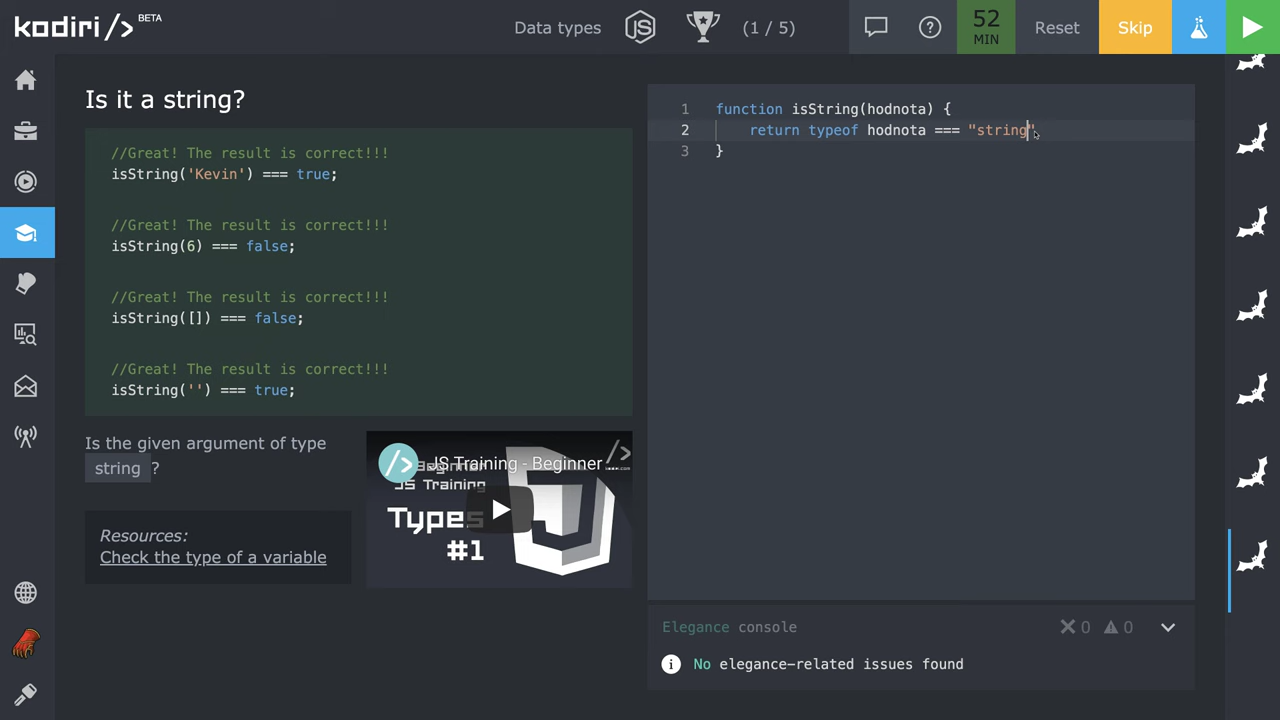 kodiri /> BETA
Data types
JS
(1 / 5)
52
MIN
Reset
Skip
Is it a string?
//Great! The result is correct!!!
isString('Kevin') === true;
//Great! The result is correct!!!
isString(6) === false;
//Great! The result is correct!!!
isString([]) === false;
//Great! The result is correct!!!
isString('') === true;
Is the given argument of type
string ?
Resources:
Check the type of a variable
JS Training - Beginner
Beginner
JS Training
Types
#1
1 function isString(hodnota) {
2 return typeof hodnota === "string"
3 }
Elegance console
0 0
No elegance-related issues found